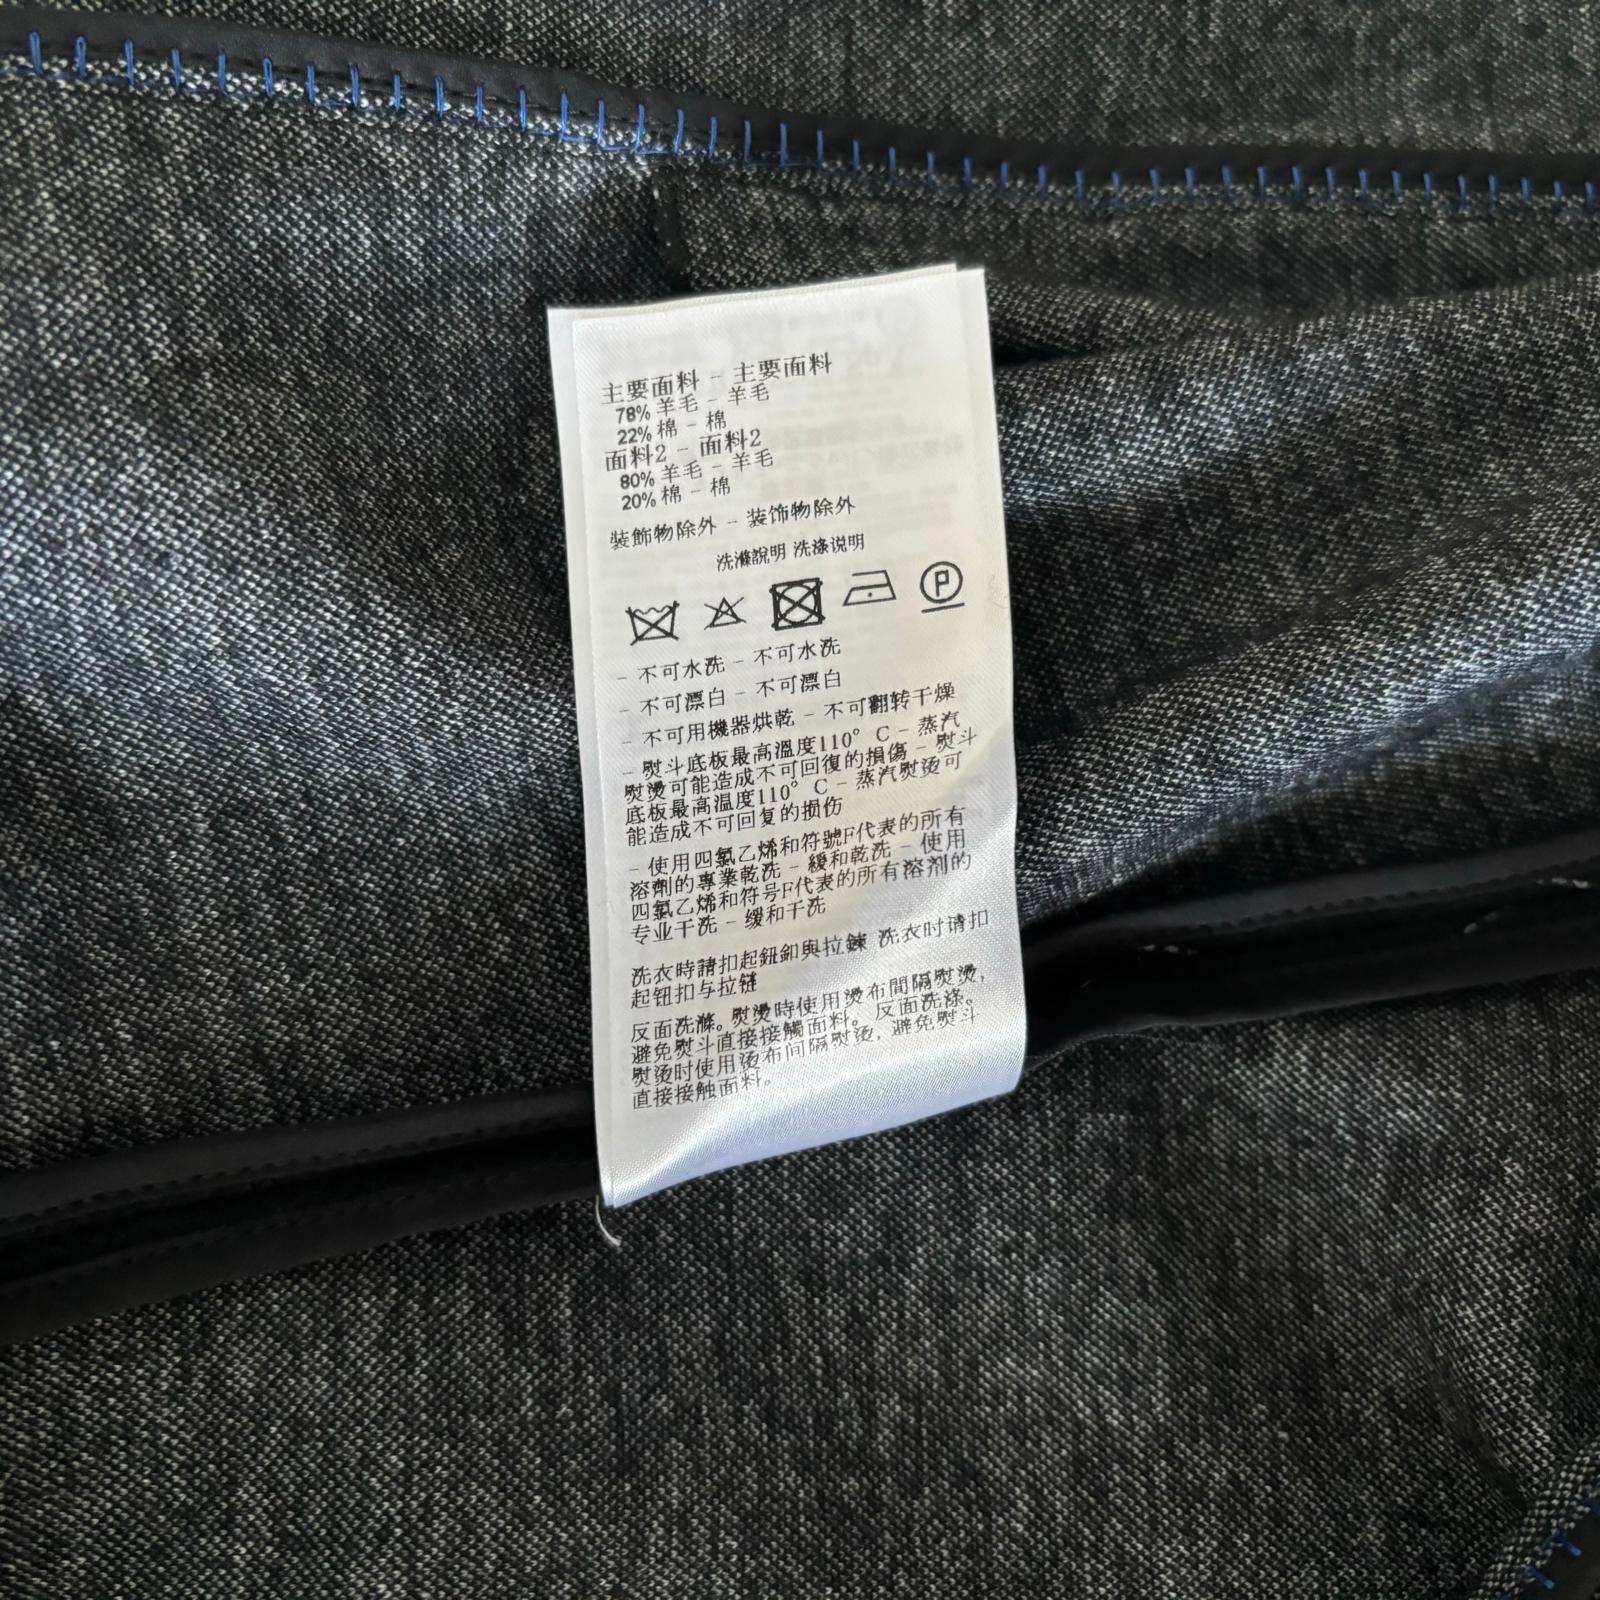 主要面料 - 主要面料
78% 羊毛 - 羊毛
22% 棉 - 棉
面料2 - 面料2
80% 羊毛 - 羊毛
20% 棉 - 棉
裝飾物除外 - 装饰物除外
洗滌說明 洗涤说明
P
- 不可水洗 - 不可水洗
- 不可漂白 - 不可漂白
- 不可用機器烘乾 - 不可翻转干燥
- 熨斗底板最高溫度110° C - 蒸汽
熨燙可能造成不可回復的損傷 - 熨斗
底板最高温度110° C - 蒸汽熨烫可
能造成不可回复的损伤
- 使用四氯乙烯和符號F代表的所有
溶劑的專業乾洗 - 緩和乾洗 - 使用
四氯乙烯和符号F代表的所有溶剂的
专业干洗 - 缓和干洗
洗衣時請扣起鈕釦與拉鍊 洗衣时请扣
起钮扣与拉链
反面洗滌。熨燙時使用燙布間隔熨燙，
避免熨斗直接接觸面料。反面洗涤。
熨烫时使用烫布间隔熨烫，避免熨斗
直接接触面料。